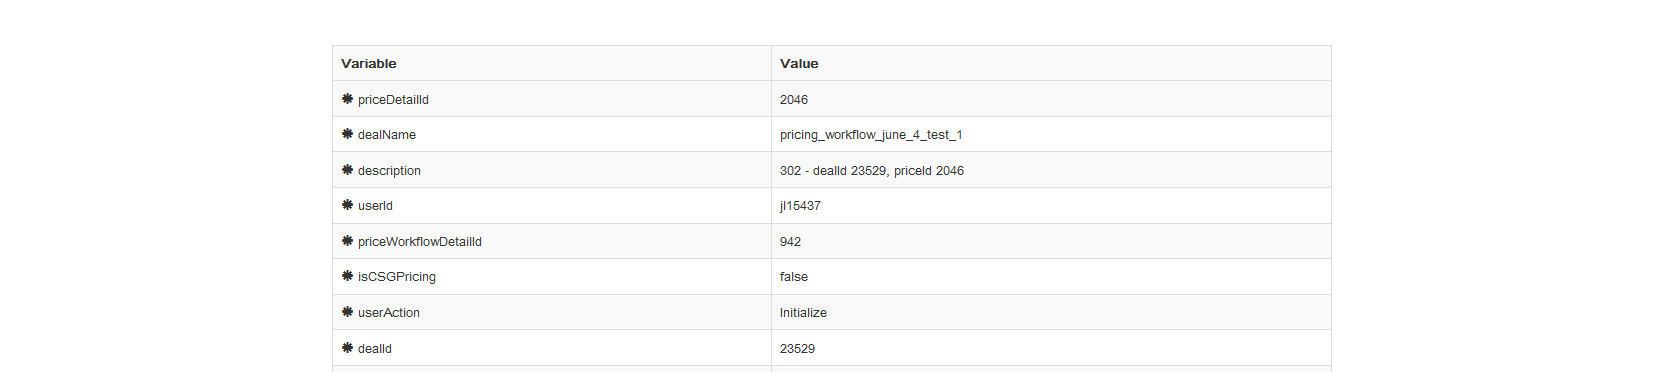 Variable Value
priceDetailId 2046
dealName pricing_workflow_june_4_test_1
description 302 - dealId 23529, priceId 2046
userId jl15437
priceWorkflowDetailId 942
isCSGPricing false
userAction Initialize
dealId 23529